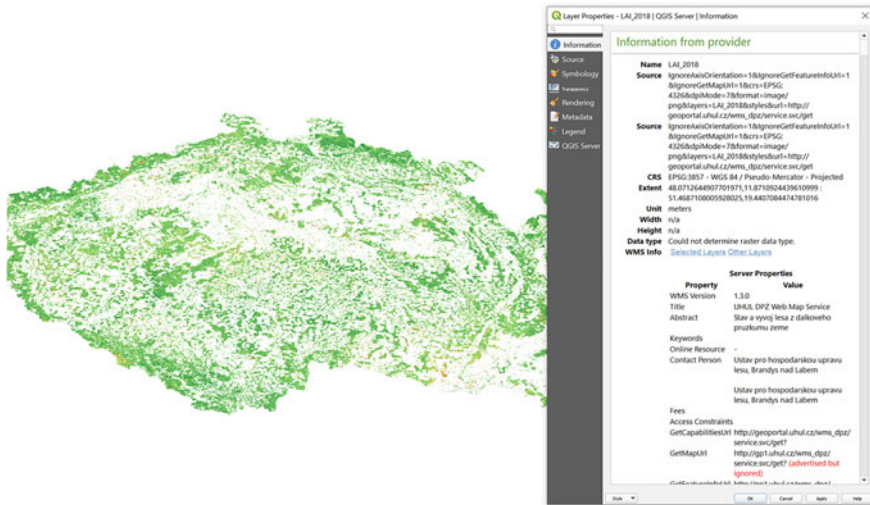 Layer Properties - LAI_2018 | QGIS Server | Information
Information
Source
Symbology
Transparency
Rendering
Metadata
Legend
QGIS Server
Information from provider
Name LAI_2018
Source IgnoreAxisOrientation=1&IgnoreGetFeatureInfoUrl=1
&IgnoreGetMapUrl=1&crs=EPSG:
4326&dpiMode=7&format=image/
png&layers=LAI_2018&styles&url=http://
geoportal.uhul.cz/wms_dpz/service.svc/get
Source IgnoreAxisOrientation=1&IgnoreGetFeatureInfoUrl=1
&IgnoreGetMapUrl=1&crs=EPSG:
4326&dpiMode=7&format=image/
png&layers=LAI_2018&styles&url=http://
geoportal.uhul.cz/wms_dpz/service.svc/get
CRS EPSG:3857 - WGS 84 / Pseudo-Mercator - Projected
Extent 48.0712644907701971,11.8710924439610999 :
51.4687108005928025,19.4407084474781016
Unit meters
Width n/a
Height n/a
Data type Could not determine raster data type.
WMS Info Selected Layers Other Layers
Server Properties
Property Value
WMS Version 1.3.0
Title UHUL DPZ Web Map Service
Abstract Stav a vyvoj lesa z dalkoveho
pruzkumu zeme
Keywords
Online Resource -
Contact Person Ustav pro hospodarskou upravu
lesu, Brandys nad Labem
Ustav pro hospodarskou upravu
lesu, Brandys nad Labem
Fees
Access Constraints
GetCapabilitiesUrl http://geoportal.uhul.cz/wms_dpz/
service.svc/get?
GetMapUrl http://gp1.uhul.cz/wms_dpz/
service.svc/get? (advertised but
ignored)
Style
OK
Cancel
Apply
Help